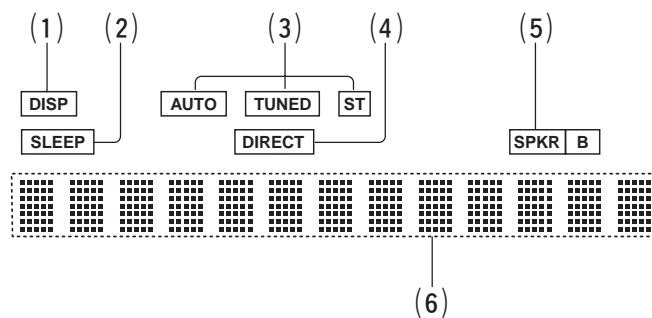 (1) (2) (3) (4) (5)
DISP AUTO TUNED ST
SLEEP DIRECT SPKR B
(6)